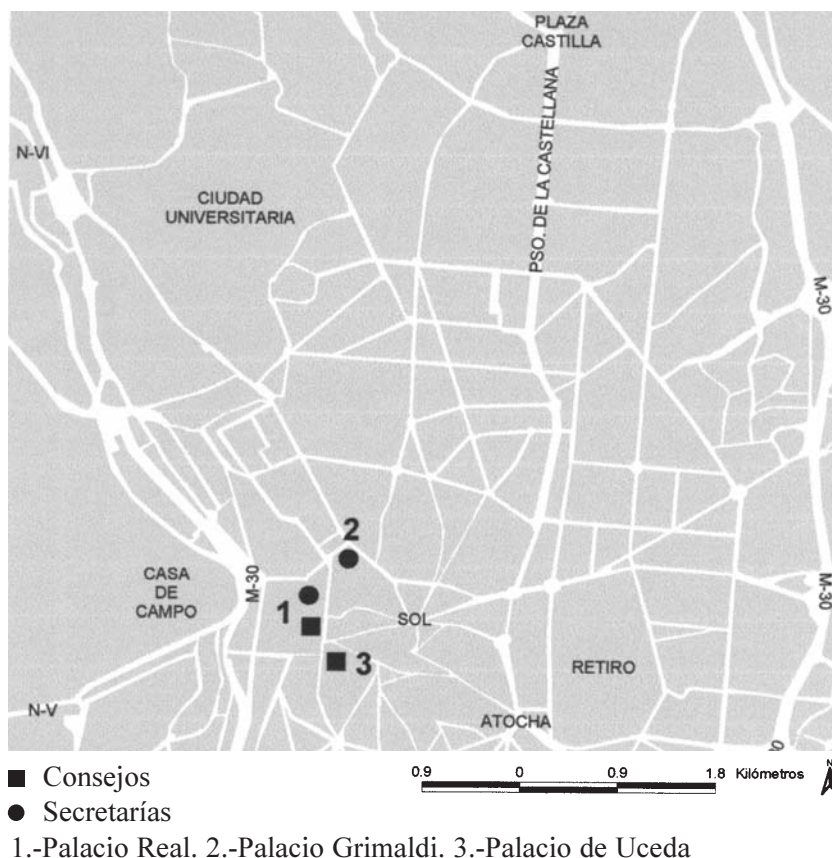 PLAZA
CASTILLA
PSO. DE LA CASTELLANA
N-VI
CIUDAD
UNIVERSITARIA
M-30
2
CASA
DE
CAMPO
M-30
M-30
1
SOL
3
RETIRO
N-V
ATOCHA
Consejos
Secretarías
0.9 0 0.9 1.8 Kilómetros
N
1.-Palacio Real. 2.-Palacio Grimaldi. 3.-Palacio de Uceda